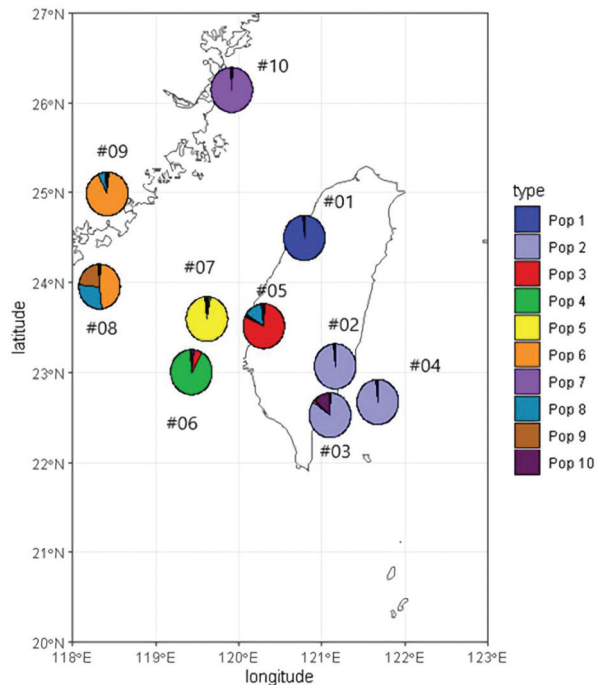 27°N
26°N
25°N
24°N
23°N
22°N
21°N
20°N
latitude
118°E
119°E
120°E
121°E
122°E
123°E
longitude
#10
#09
#01
#07
#05
#08
#02
#04
#06
#03
type
Pop 1
Pop 2
Pop 3
Pop 4
Pop 5
Pop 6
Pop 7
Pop 8
Pop 9
Pop 10